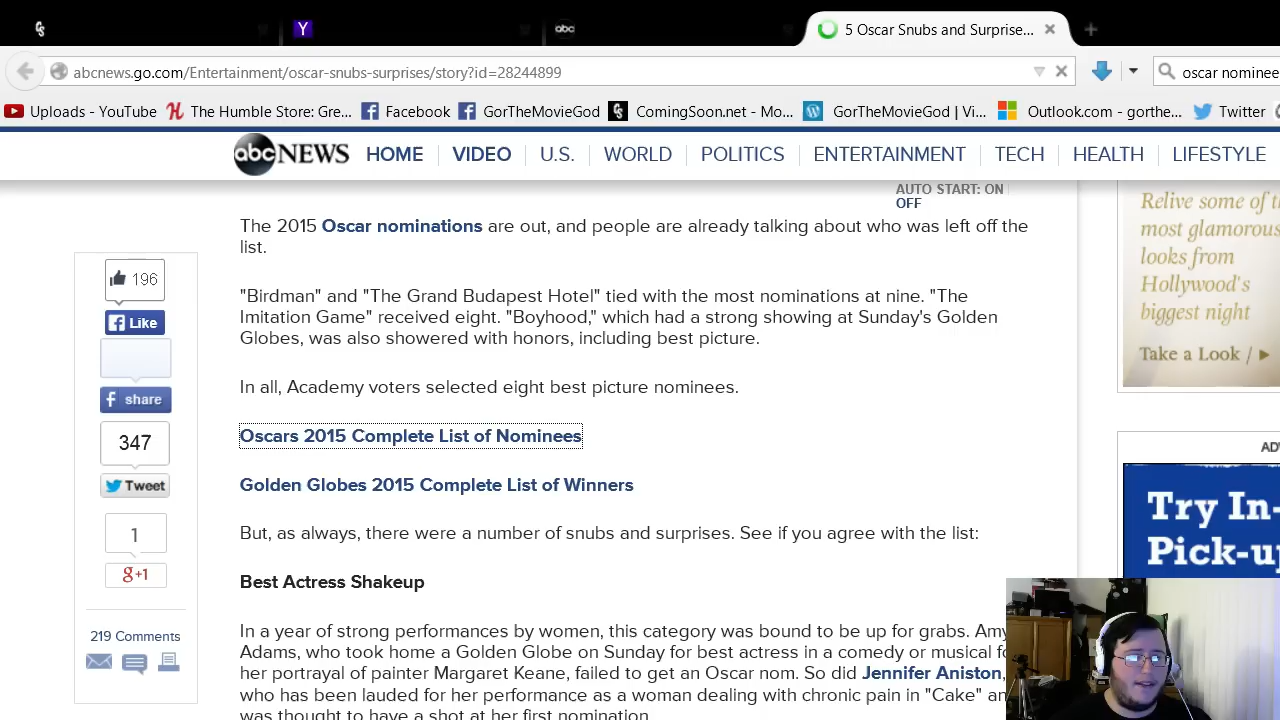 5 Oscar Snubs and Surprise...
abcnews.go.com/Entertainment/oscar-snubs-surprises/story?id=28244899
oscar nominee
Uploads - YouTube
The Humble Store: Gre...
Facebook
GorTheMovieGod
ComingSoon.net - Mo...
GorTheMovieGod | Vi...
Outlook.com - gorthe...
Twitter
abc NEWS
HOME
VIDEO
U.S.
WORLD
POLITICS
ENTERTAINMENT
TECH
HEALTH
LIFESTYLE
AUTO START: ON
OFF
The 2015 Oscar nominations are out, and people are already talking about who was left off the
list.
"Birdman" and "The Grand Budapest Hotel" tied with the most nominations at nine. "The
Imitation Game" received eight. "Boyhood," which had a strong showing at Sunday's Golden
Globes, was also showered with honors, including best picture.
In all, Academy voters selected eight best picture nominees.
Oscars 2015 Complete List of Nominees
Golden Globes 2015 Complete List of Winners
But, as always, there were a number of snubs and surprises. See if you agree with the list:
Best Actress Shakeup
In a year of strong performances by women, this category was bound to be up for grabs. Amy
Adams, who took home a Golden Globe on Sunday for best actress in a comedy or musical fo
her portrayal of painter Margaret Keane, failed to get an Oscar nom. So did Jennifer Aniston,
who has been lauded for her performance as a woman dealing with chronic pain in "Cake" an
was thought to have a shot at her first nomination.
196
Like
share
347
Tweet
1
g+1
219 Comments
Relive some of t
most glamorous
looks from
Hollywood's
biggest night
Take a Look /
AD
Try In-
Pick-u